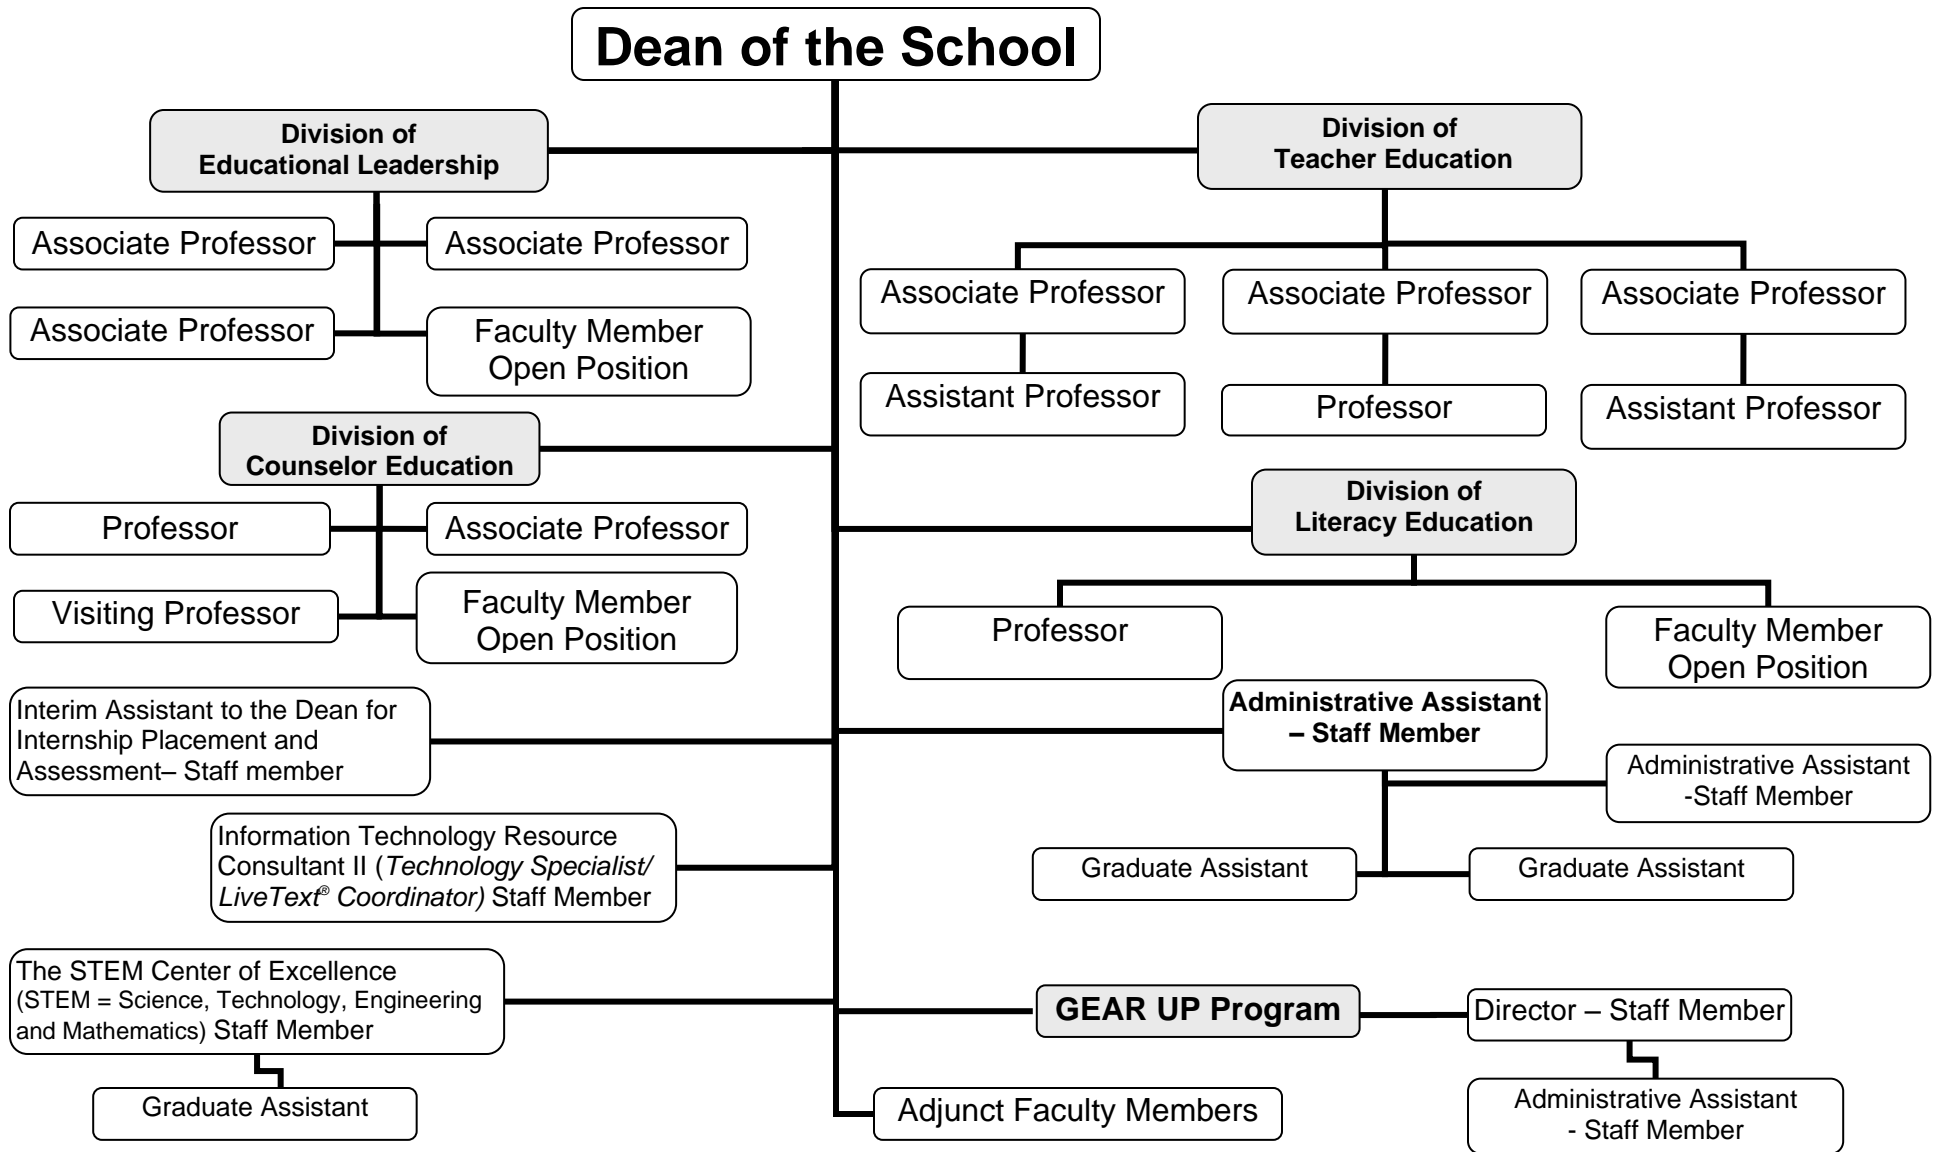 Dean of the School
Division of
Educational Leadership
Division of
Teacher Education
Associate Professor
Associate Professor
Associate Professor
Faculty Member
Open Position
Associate Professor
Associate Professor
Associate Professor
Assistant Professor
Professor
Assistant Professor
Division of
Counselor Education
Professor
Associate Professor
Visiting Professor
Faculty Member
Open Position
Division of
Literacy Education
Professor
Faculty Member
Open Position
Interim Assistant to the Dean for
Internship Placement and
Assessment– Staff member
Administrative Assistant
– Staff Member
Administrative Assistant
-Staff Member
Graduate Assistant
Graduate Assistant
Information Technology Resource
Consultant II (Technology Specialist/
LiveText® Coordinator) Staff Member
The STEM Center of Excellence
(STEM = Science, Technology, Engineering
and Mathematics) Staff Member
Graduate Assistant
GEAR UP Program
Director – Staff Member
Administrative Assistant
- Staff Member
Adjunct Faculty Members